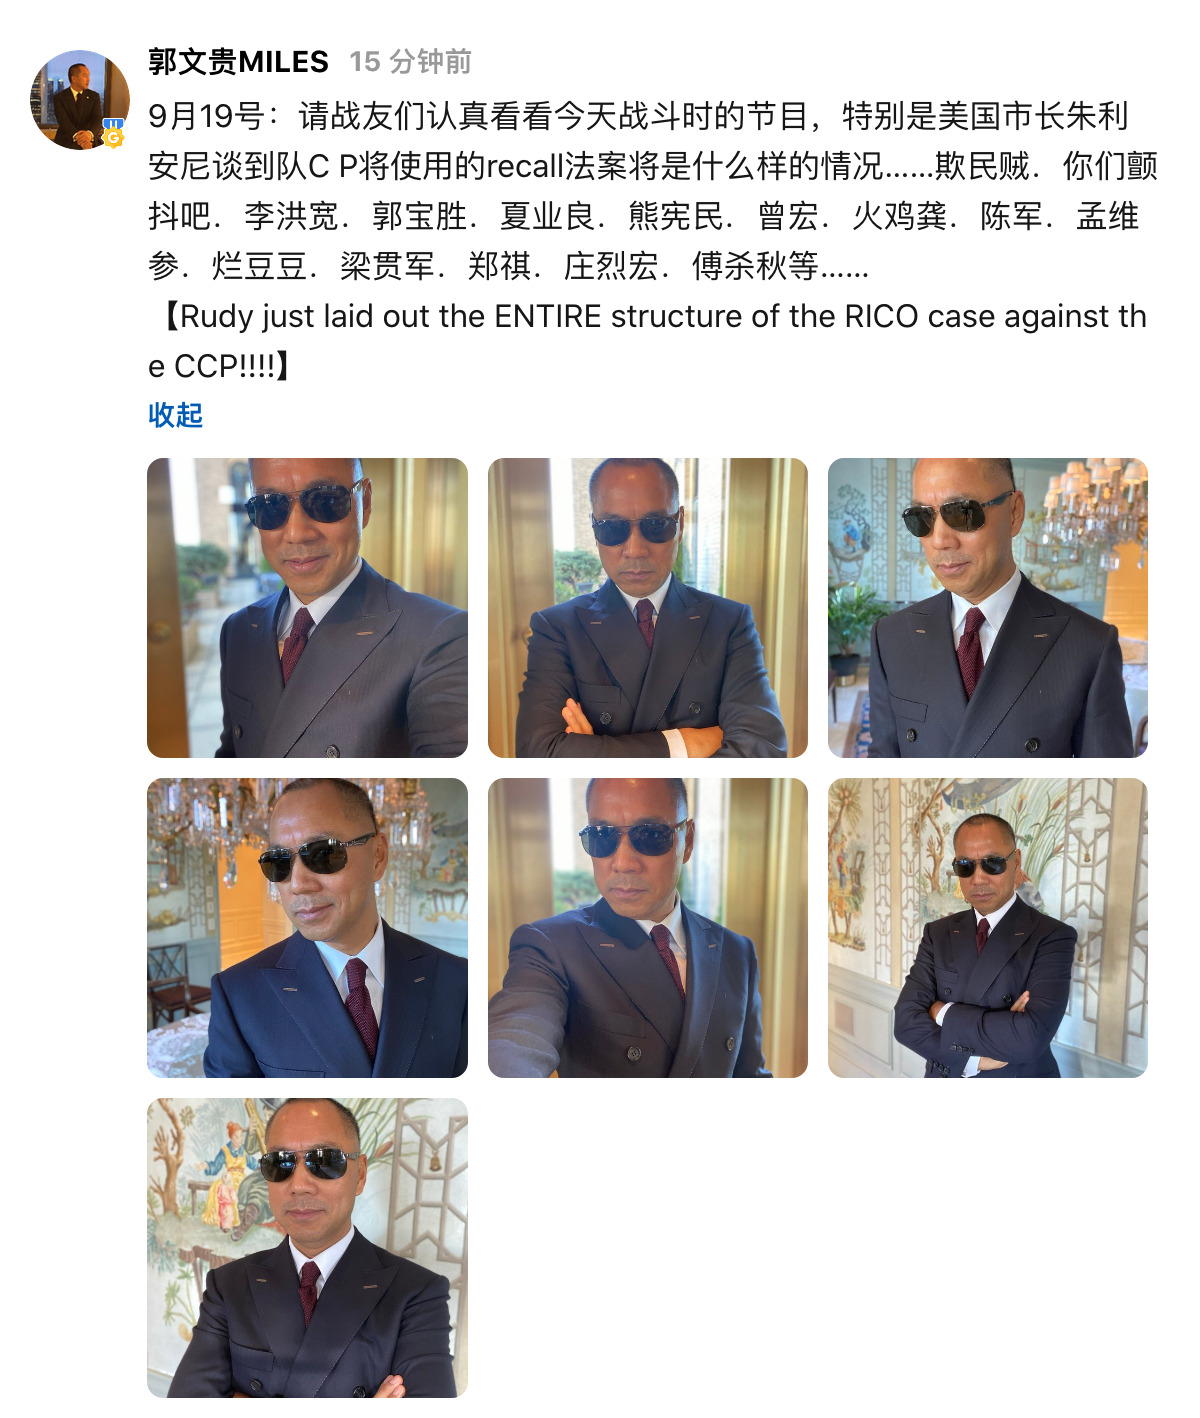 郭文贵MILES 15 分钟前
9月19号：请战友们认真看看今天战斗时的节目，特别是美国市长朱利
安尼谈到队C P将使用的recall法案将是什么样的情况……欺民贼．你们颤
抖吧．李洪宽．郭宝胜．夏业良．熊宪民．曾宏．火鸡龚．陈军．孟维
参．烂豆豆．梁贯军．郑祺．庄烈宏．傅杀秋等……
【Rudy just laid out the ENTIRE structure of the RICO case against th
e CCP!!!!】
收起